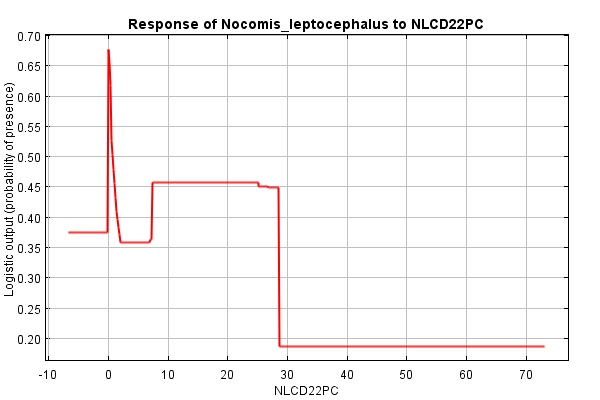 Response of Nocomis_leptocephalus to NLCD22PC
Logistic output (probability of presence)
0.70
0.65
0.60
0.55
0.50
0.45
0.40
0.35
0.30
0.25
0.20
-10 0 10 20 30 40 50 60 70
NLCD22PC